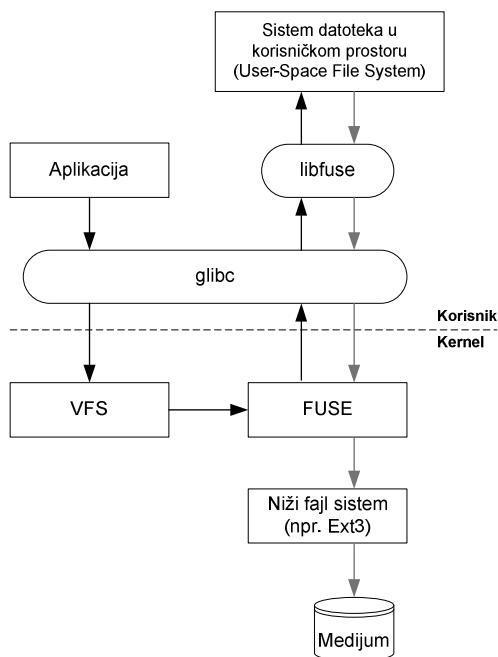 Sistem datoteka u
korisničkom prostoru
(User-Space File System)
Aplikacija
libfuse
glibc
Korisnik
Kernel
VFS
FUSE
Niži fajl sistem
(npr. Ext3)
Medijum